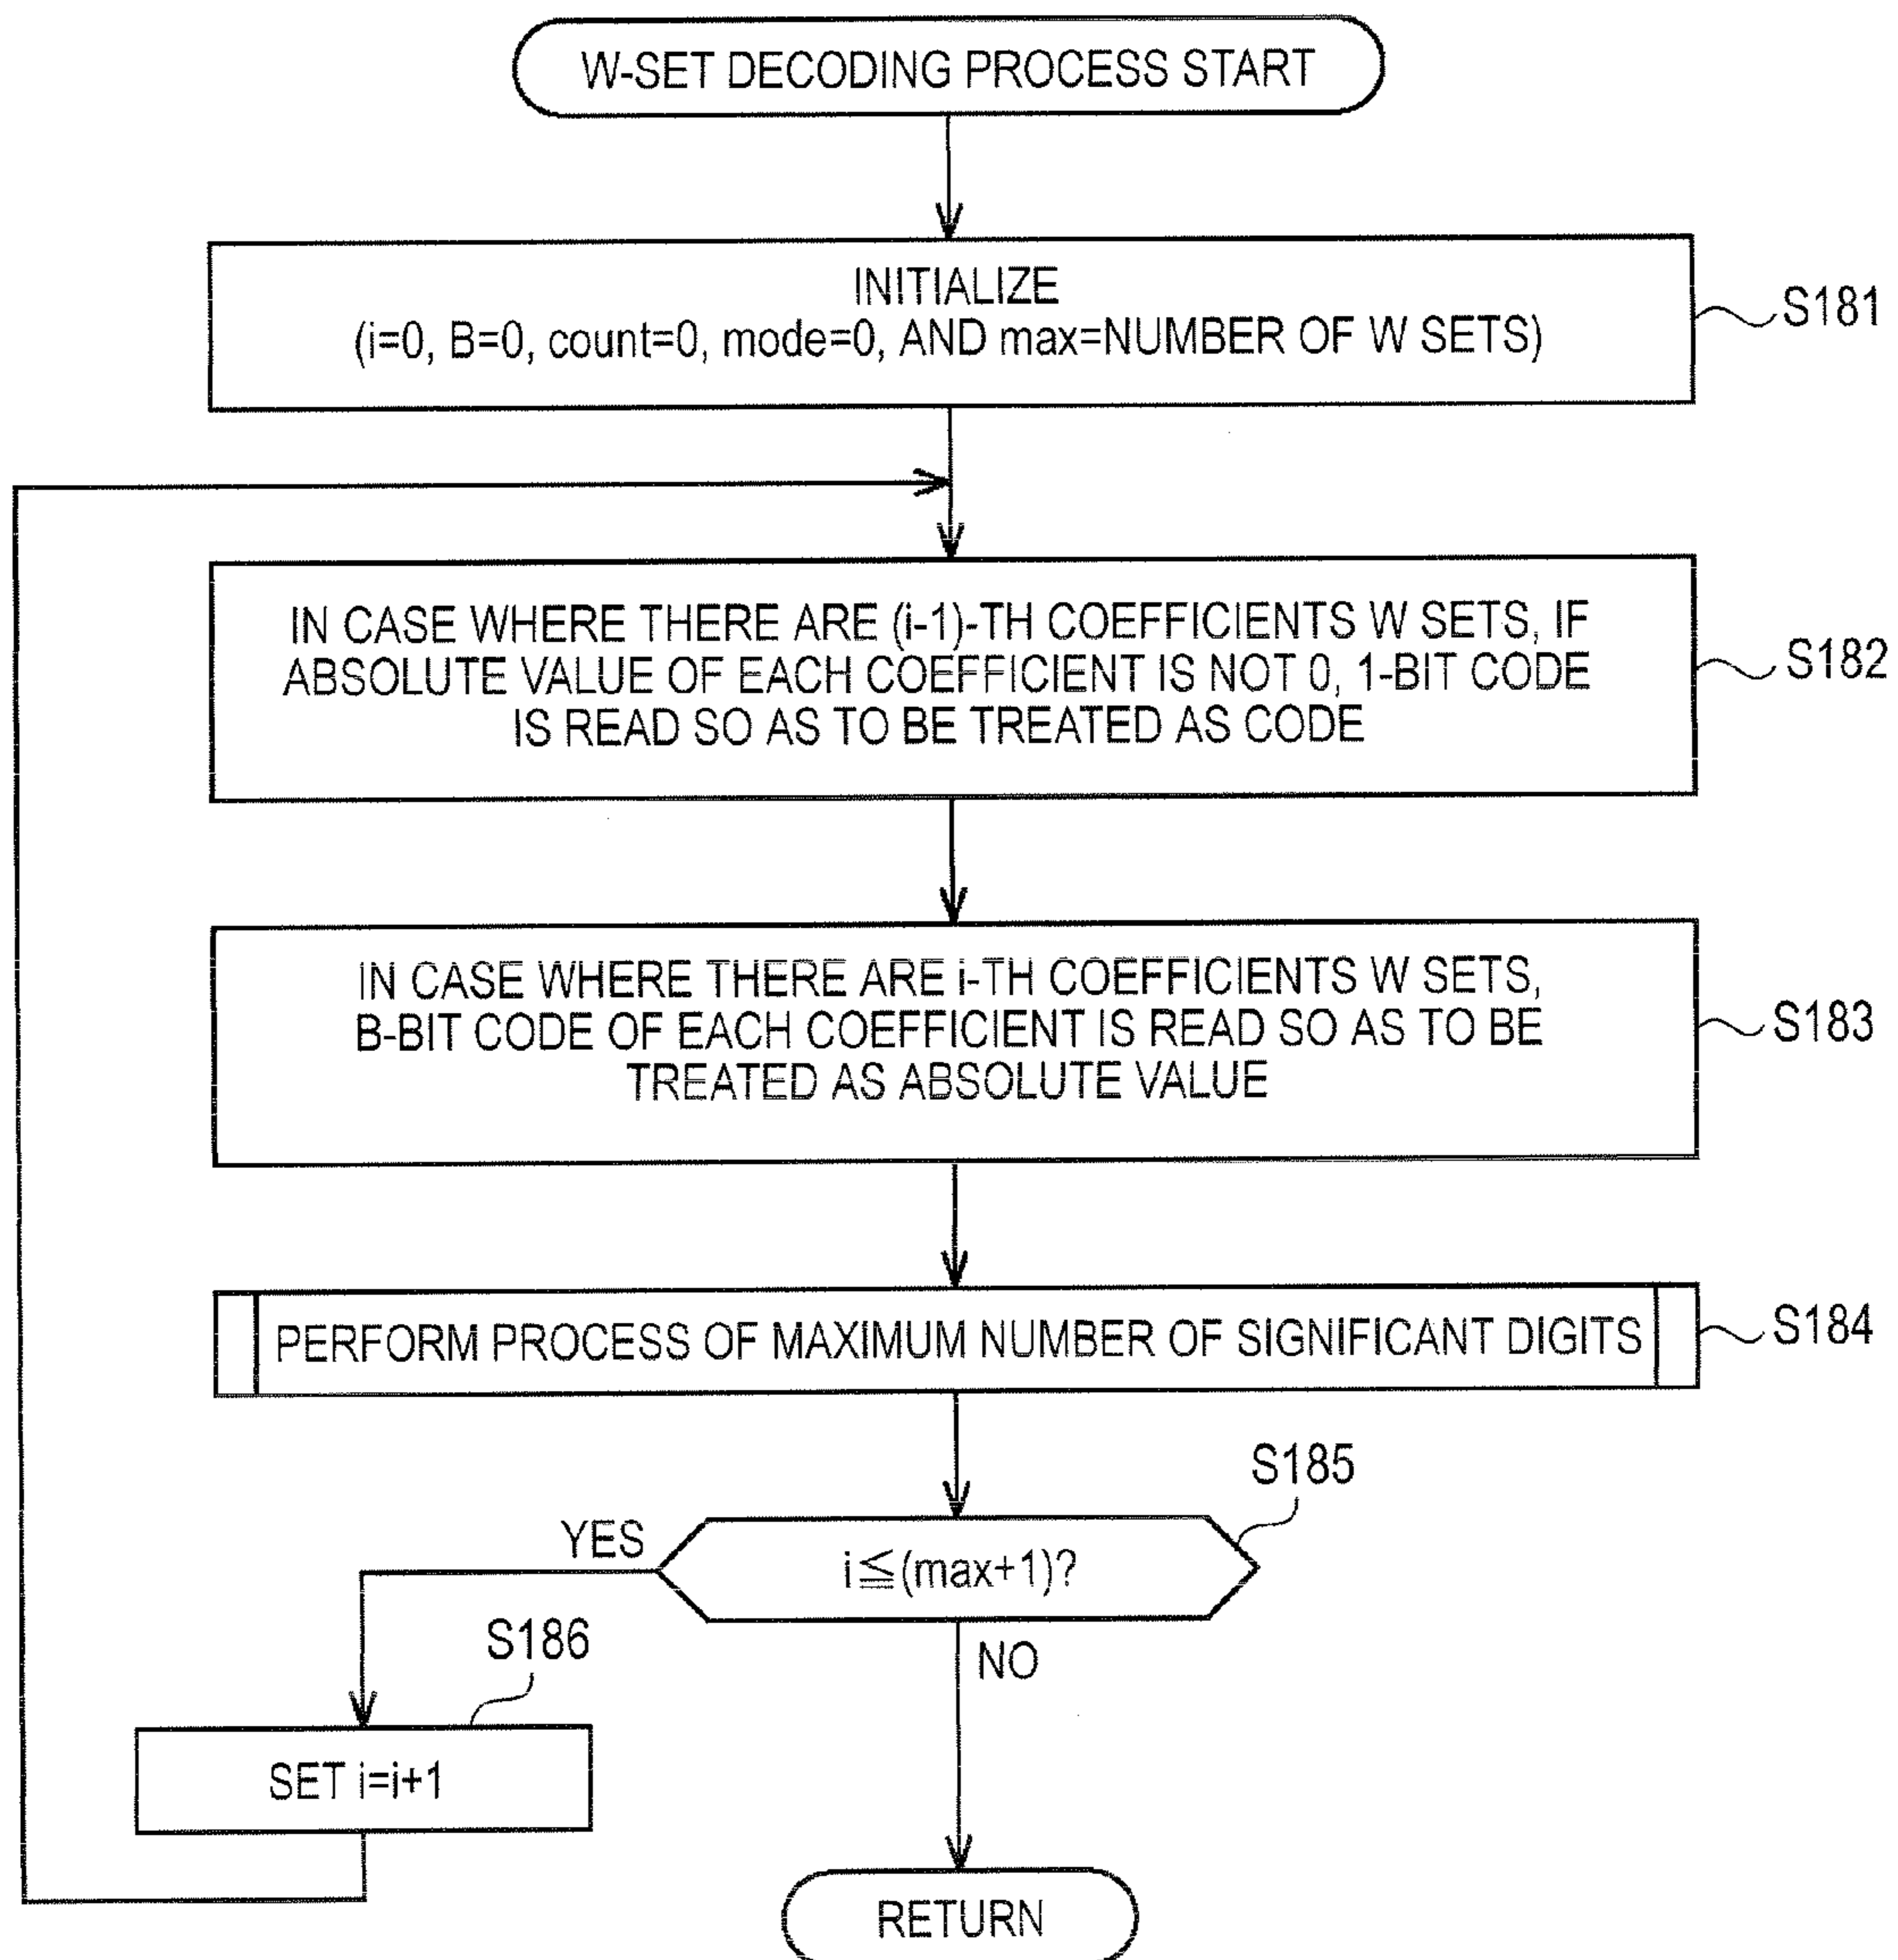 W-SET DECODING PROCESS START
INITIALIZE
(i=0, B=0, count=0, mode=0, AND max=NUMBER OF W SETS)
S181
IN CASE WHERE THERE ARE (i-1)-TH COEFFICIENTS W SETS, IF
ABSOLUTE VALUE OF EACH COEFFICIENT IS NOT 0, 1-BIT CODE
IS READ SO AS TO BE TREATED AS CODE
S182
IN CASE WHERE THERE ARE i-TH COEFFICIENTS W SETS,
B-BIT CODE OF EACH COEFFICIENT IS READ SO AS TO BE
TREATED AS ABSOLUTE VALUE
S183
PERFORM PROCESS OF MAXIMUM NUMBER OF SIGNIFICANT DIGITS
S184
S185
YES
i≦(max+1)?
S186
NO
SET i=i+1
RETURN